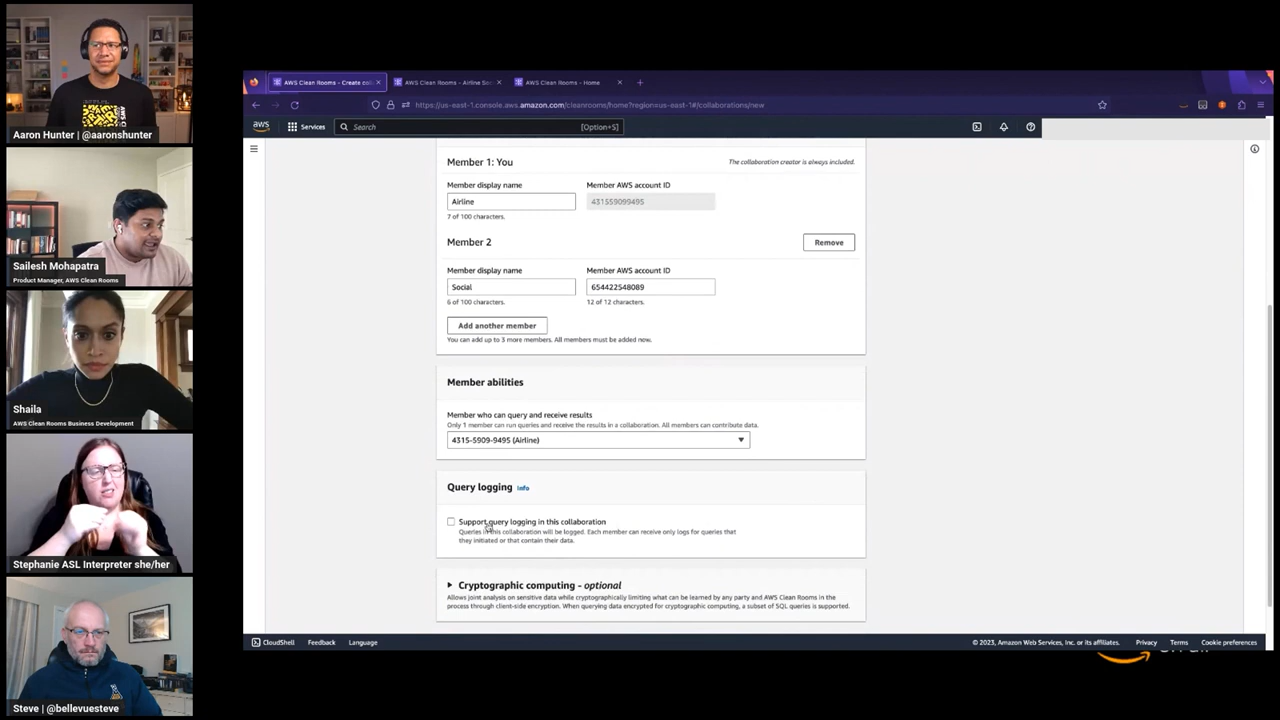 Aaron Hunter | @aaronshunter
Sailesh Mohapatra
Product Manager, AWS Clean Rooms
Shaila
AWS Clean Rooms Business Development
Stephanie ASL Interpreter she/her
Steve | @bellevuesteve
AWS Clean Rooms - Create coll
AWS Clean Rooms - Airline Soc
AWS Clean Rooms - Home
https://us-east-1.console.aws.amazon.com/cleanrooms/home?region=us-east-1#/collaborations/new
aws
Services
Search
[Option+S]
Member 1: You
The collaboration creator is always included.
Member display name
Member AWS account ID
Airline
431559099495
7 of 100 characters.
Member 2
Remove
Member display name
Member AWS account ID
Social
654422548089
6 of 100 characters.
12 of 12 characters.
Add another member
You can add up to 3 more members. All members must be added now.
Member abilities
Member who can query and receive results
Only 1 member can run queries and receive the results in a collaboration. All members can contribute data.
4315-5909-9495 (Airline)
Query logging Info
Support query logging in this collaboration
Queries in this collaboration will be logged. Each member can receive only logs for queries that
they initiated or that contain their data.
Cryptographic computing - optional
Allows joint analysis on sensitive data while cryptographically limiting what can be learned by any party and AWS Clean Rooms in the
process through client-side encryption. When querying data encrypted for cryptographic computing, a subset of SQL queries is supported.
CloudShell
Feedback
Language
© 2023, Amazon Web Services, Inc. or its affiliates.
Privacy
Terms
Cookie preferences